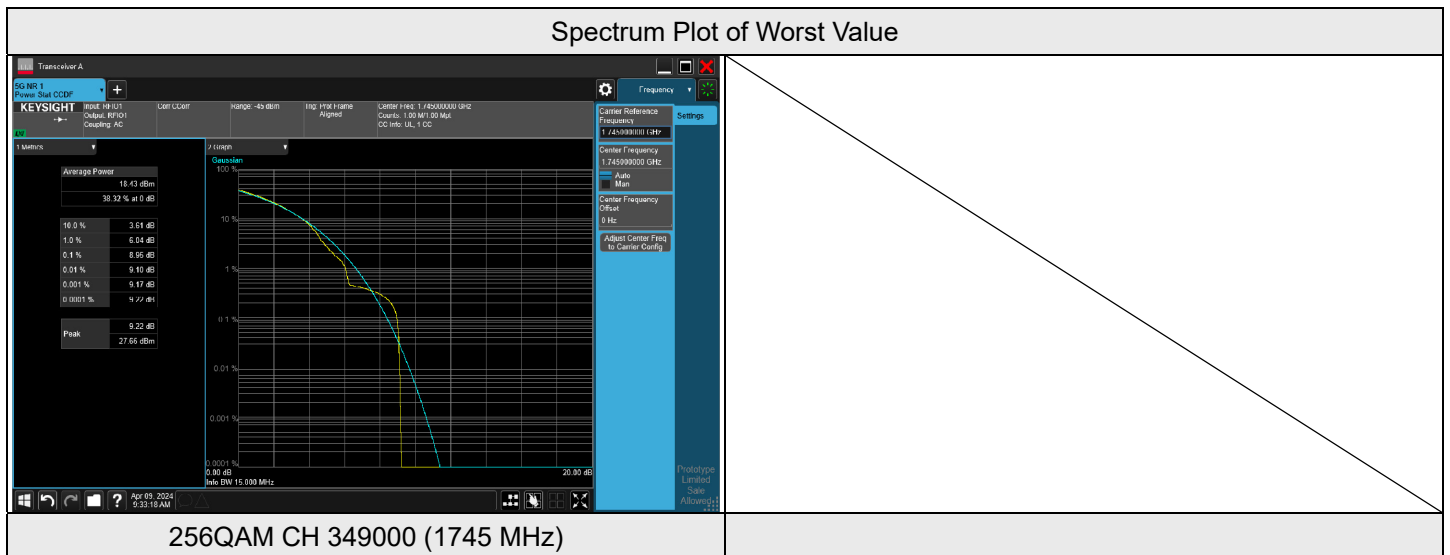 Spectrum Plot of Worst Value
Transceiver A
5G NR 1
Power Stat CCDF
+
Frequency
KEYSIGHT
Input: RFIO1
Output: RFIO1
Coupling: AC
Corr CCorr
Range: -45 dBm
Trig: Prot Frame
Aligned
Center Freq: 1.745000000 GHz
Counts: 1.00 M/1.00 Mpt
CC Info: UL, 1 CC
1 Metrics
Average Power
18.43 dBm
38.32 % at 0 dB
10.0 % 3.61 dB
1.0 % 6.04 dB
0.1 %
0.01 % 9.10 dB
0.001 % 9.17 dB
0.0001 % 9.22 dB
Peak 9.22 dB
27.66 dBm
2 Graph
Gaussian
100 %
10 %
1 %
0.1 %
0.01 %
0.001 %
0.0001 %
0.00 dB 20.00 dB
Info BW 15.000 MHz
Carrier Reference
Frequency
1.745000000 GHz
Center Frequency
1.745000000 GHz
Auto
Man
Center Frequency
Offset
0 Hz
Adjust Center Freq
to Carrier Config
Settings
Prototype
Limited
Sale
Allowed
?
Apr 09, 2024
9:33:18 AM
256QAM CH 349000 (1745 MHz)